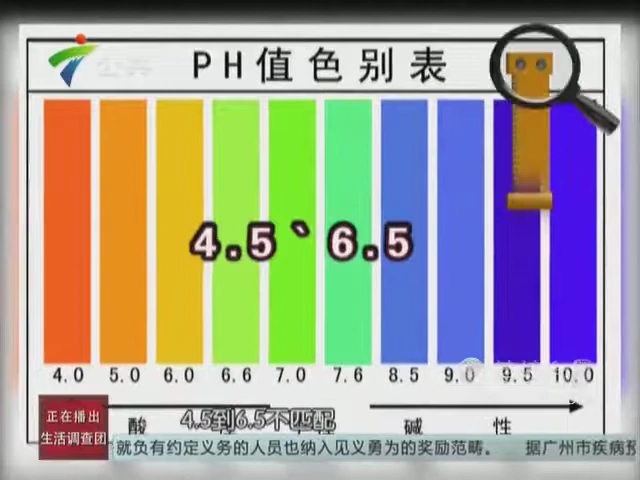 PH值色别表
4.5`6.5
4.0 5.0 6.0 6.6 7.0 7.6 8.5 9.0 9.5 10.0
酸 碱 性
4.5到6.5不匹配
正在播出
生活调查团
就负有约定义务的人员也纳入见义勇为的奖励范畴。 据广州市疾病预